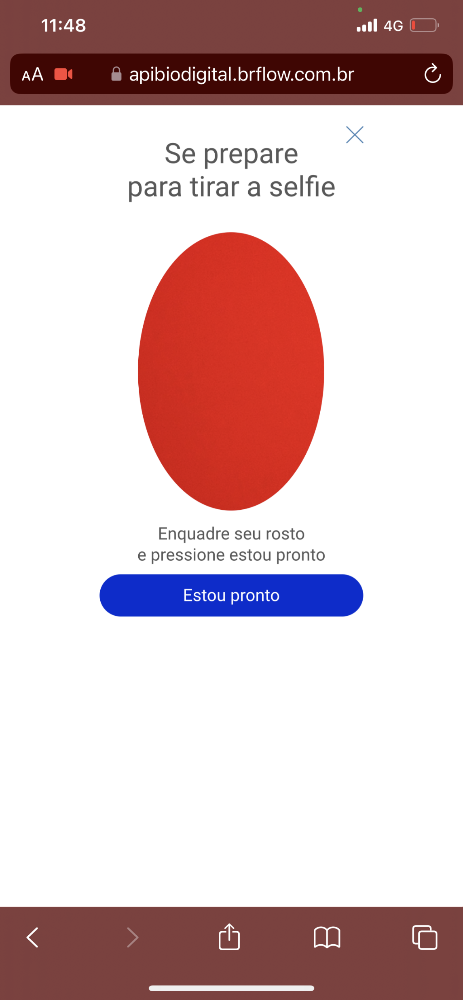 11:48
4G
AA
apibiodigital.brflow.com.br
Se prepare
para tirar a selfie
Enquadre seu rosto
e pressione estou pronto
Estou pronto